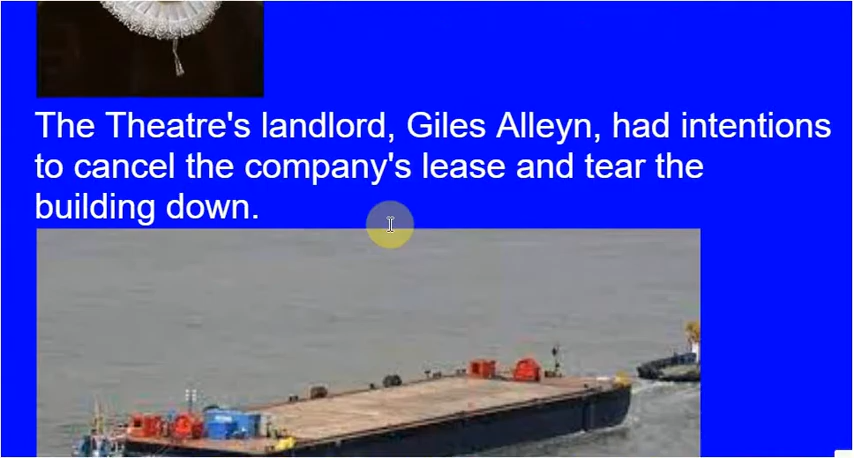 The Theatre's landlord, Giles Alleyn, had intentions
to cancel the company's lease and tear the
building down.